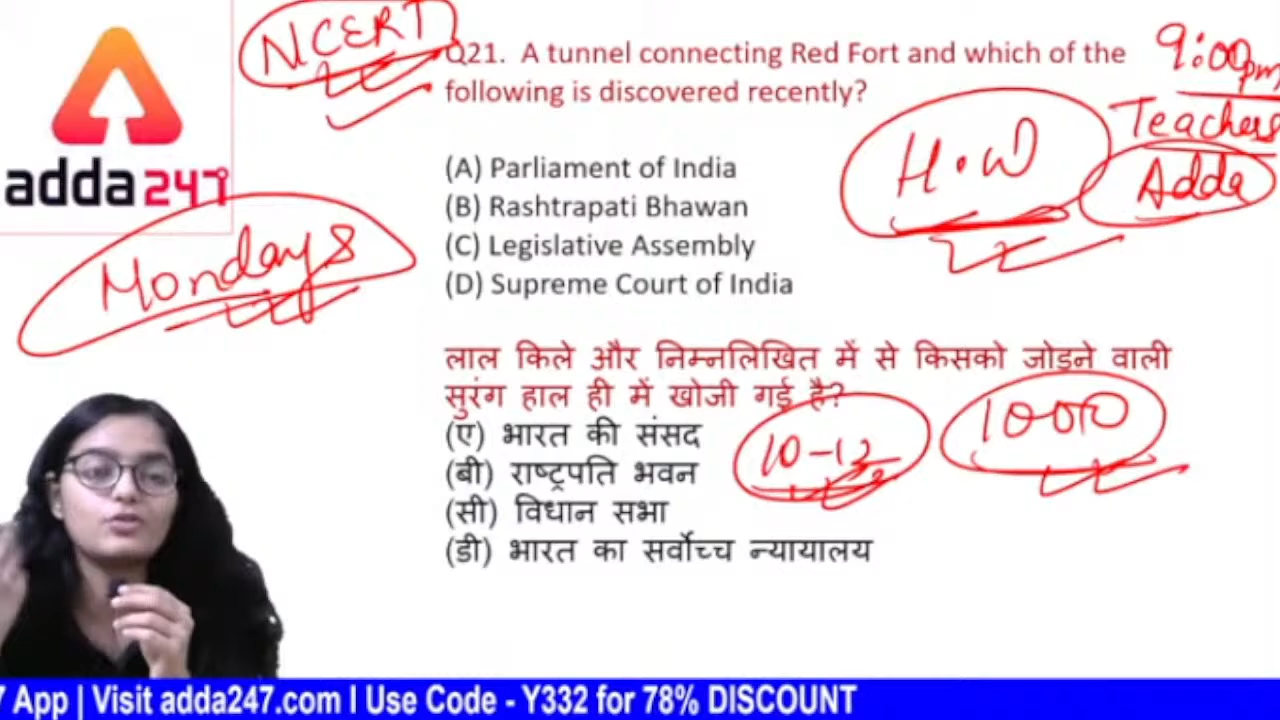 NCERT
Q21. A tunnel connecting Red Fort and which of the
following is discovered recently?
9:00pm
Teachers
Adda
H.W
adda247
(A) Parliament of India
(B) Rashtrapati Bhawan
(C) Legislative Assembly
(D) Supreme Court of India
Mondays
लाल किले और निम्नलिखित में से किसको जोड़ने वाली
सुरंग हाल ही में खोजी गई है?
(ए) भारत की संसद
(बी) राष्ट्रपति भवन
(सी) विधान सभा
(डी) भारत का सर्वोच्च न्यायालय
10-12
1000
7 App | Visit adda247.com I Use Code - Y332 for 78% DISCOUNT